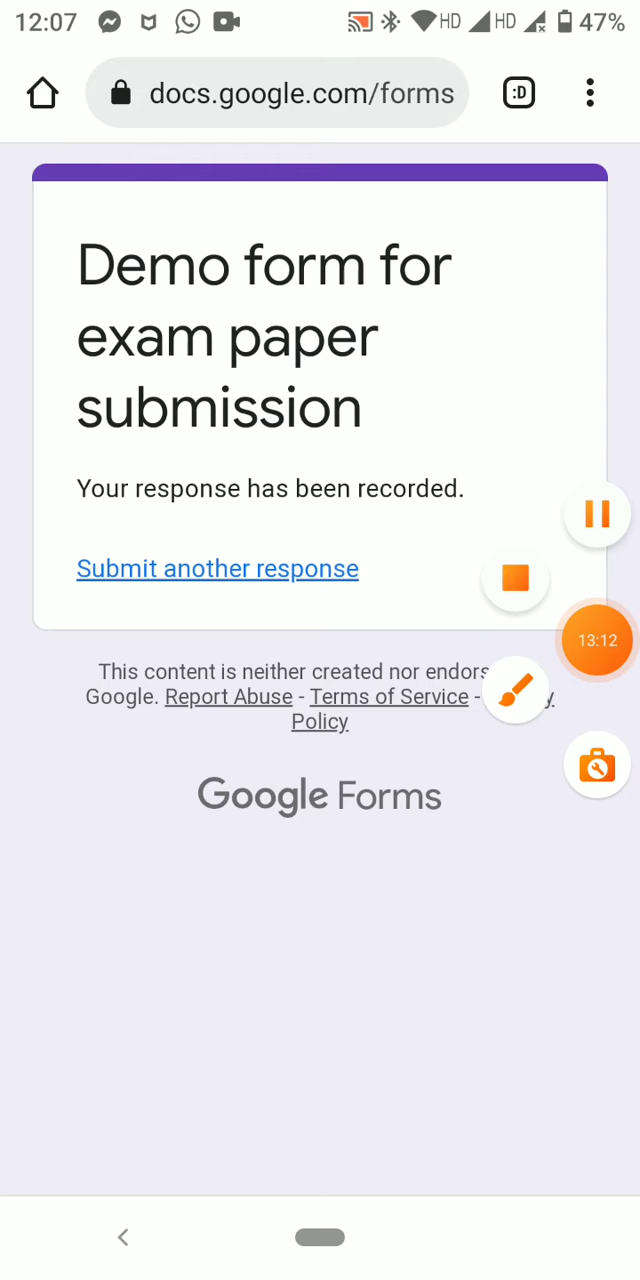 12:07 HD HD 47%
docs.google.com/forms :D
Demo form for
exam paper
submission
Your response has been recorded.
Submit another response
13:12
This content is neither created nor endors
Google. Report Abuse - Terms of Service - y
Policy
Google Forms